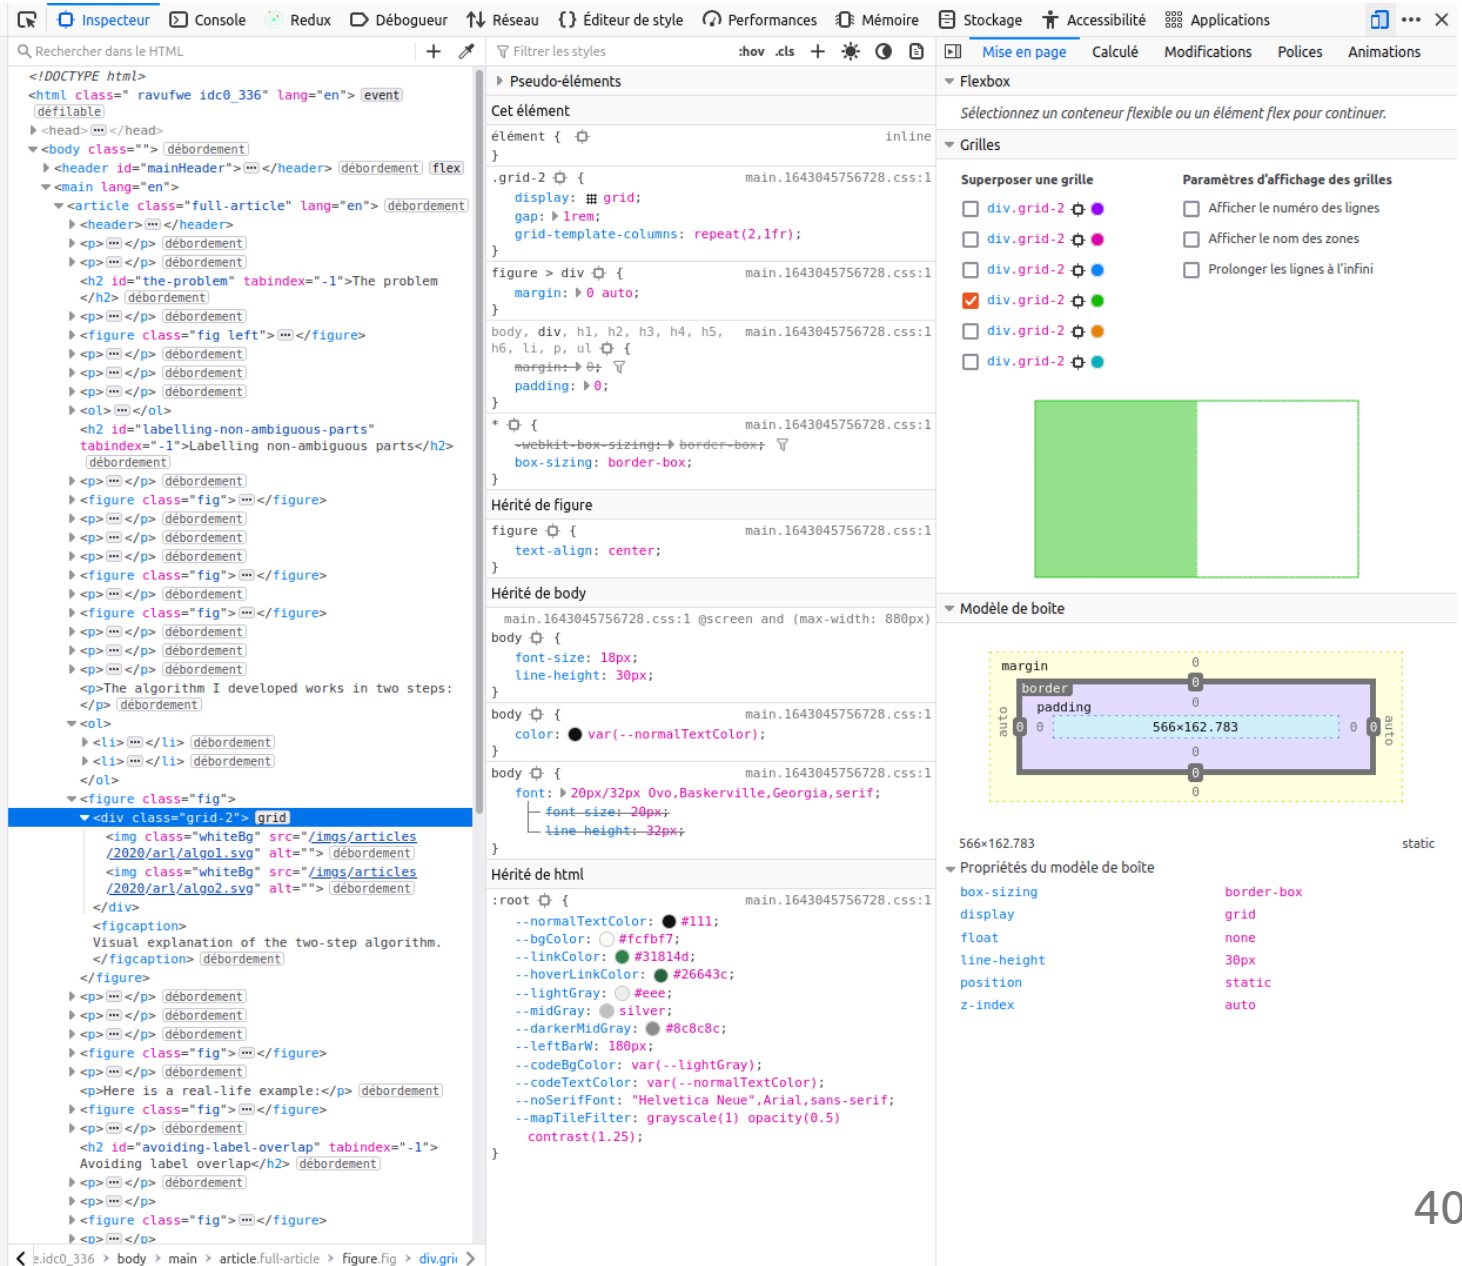 Inspecteur Console Redux Débogueur Réseau {} Éditeur de style Performances Mémoire Stockage Accessibilité Applications
Rechercher dans le HTML
<!DOCTYPE html>
<html class=" ravufwe idc0_336" lang="en"> event
défilable
<head> ··· </head>
<body class=""> débordement
<header id="mainHeader"> ··· </header> débordement flex
<main lang="en">
<article class="full-article" lang="en"> débordement
<header> ··· </header>
<p> ··· </p> débordement
<p> ··· </p> débordement
<h2 id="the-problem" tabindex="-1">The problem
</h2> débordement
<p> ··· </p> débordement
<figure class="fig left"> ··· </figure>
<p> ··· </p> débordement
<p> ··· </p> débordement
<p> ··· </p> débordement
<ol> ··· </ol>
<h2 id="labelling-non-ambiguous-parts"
tabindex="-1">Labelling non-ambiguous parts</h2>
débordement
<p> ··· </p> débordement
<figure class="fig"> ··· </figure>
<p> ··· </p> débordement
<p> ··· </p> débordement
<p> ··· </p> débordement
<figure class="fig"> ··· </figure>
<p> ··· </p> débordement
<figure class="fig"> ··· </figure>
<p> ··· </p> débordement
<p> ··· </p> débordement
<p> ··· </p> débordement
<p>The algorithm I developed works in two steps:
</p> débordement
<ol>
<li> ··· </li> débordement
<li> ··· </li> débordement
</ol>
<figure class="fig">
<div class="grid-2"> grid
<img class="whiteBg" src="/imgs/articles
/2020/arl/algo1.svg" alt=""> débordement
<img class="whiteBg" src="/imgs/articles
/2020/arl/algo2.svg" alt=""> débordement
</div>
<figcaption>
Visual explanation of the two-step algorithm.
</figcaption> débordement
</figure>
<p> ··· </p> débordement
<p> ··· </p> débordement
<p> ··· </p> débordement
<figure class="fig"> ··· </figure>
<p> ··· </p> débordement
<p>Here is a real-life example:</p> débordement
<figure class="fig"> ··· </figure>
<p> ··· </p> débordement
<h2 id="avoiding-label-overlap" tabindex="-1">
Avoiding label overlap</h2> débordement
<p> ··· </p> débordement
<p> ··· </p>
<figure class="fig"> ··· </figure>
<p> ··· </p>
e.idc0_336 > body > main > article.full-article > figure.fig > div.gri
Filtrer les styles :hov .cls +
Pseudo-éléments
Cet élément
élément { inline
}
.grid-2 { main.1643045756728.css:1
display: grid;
gap: 1rem;
grid-template-columns: repeat(2,1fr);
}
figure > div { main.1643045756728.css:1
margin: 0 auto;
}
body, div, h1, h2, h3, h4, h5, main.1643045756728.css:1
h6, li, p, ul {
margin: 0;
padding: 0;
}
* { main.1643045756728.css:1
-webkit-box-sizing: border-box;
box-sizing: border-box;
}
Hérité de figure
figure { main.1643045756728.css:1
text-align: center;
}
Hérité de body
main.1643045756728.css:1 @screen and (max-width: 880px)
body {
font-size: 18px;
line-height: 30px;
}
body { main.1643045756728.css:1
color: var(--normalTextColor);
}
body { main.1643045756728.css:1
font: 20px/32px Ovo,Baskerville,Georgia,serif;
font-size: 20px;
line-height: 32px;
}
Hérité de html
:root { main.1643045756728.css:1
--normalTextColor: #111;
--bgColor: #fcfbf7;
--linkColor: #31814d;
--hoverLinkColor: #26643c;
--lightGray: #eee;
--midGray: silver;
--darkerMidGray: #8c8c8c;
--leftBarW: 180px;
--codeBgColor: var(--lightGray);
--codeTextColor: var(--normalTextColor);
--noSerifFont: "Helvetica Neue",Arial,sans-serif;
--mapTileFilter: grayscale(1) opacity(0.5)
contrast(1.25);
}
Mise en page Calculé Modifications Polices Animations
Flexbox
Sélectionnez un conteneur flexible ou un élément flex pour continuer.
Grilles
Superposer une grille Paramètres d’affichage des grilles
div.grid-2 Afficher le numéro des lignes
div.grid-2 Afficher le nom des zones
div.grid-2 Prolonger les lignes à l’infini
div.grid-2
div.grid-2
div.grid-2
Modèle de boîte
margin 0
border 0
padding 0
auto 0 0 566×162.783 0 0 auto
0
0
0
566×162.783 static
Propriétés du modèle de boîte
box-sizing border-box
display grid
float none
line-height 30px
position static
z-index auto
40